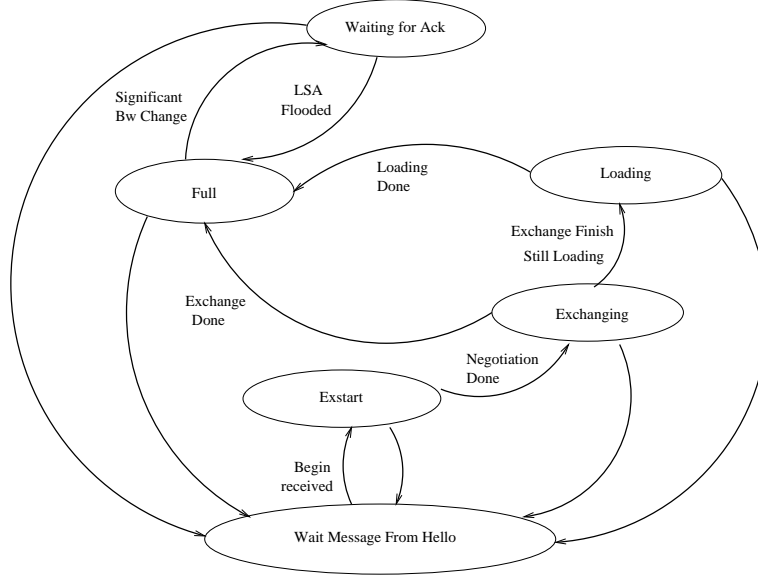 Waiting for Ack
Significant
Bw Change
LSA
Flooded
Loading
Done
Loading
Full
Exchange Finish
Still Loading
Exchange
Done
Exchanging
Negotiation
Done
Exstart
Begin
received
Wait Message From Hello